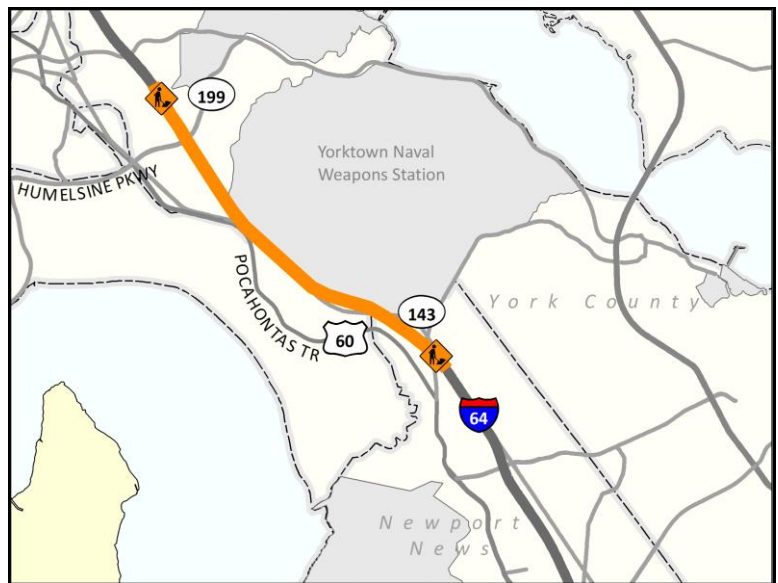 199
Yorktown Naval
Weapons Station
HUMELSINE PKWY
POCAHONTAS TR
York County
143
60
64
Newport
News